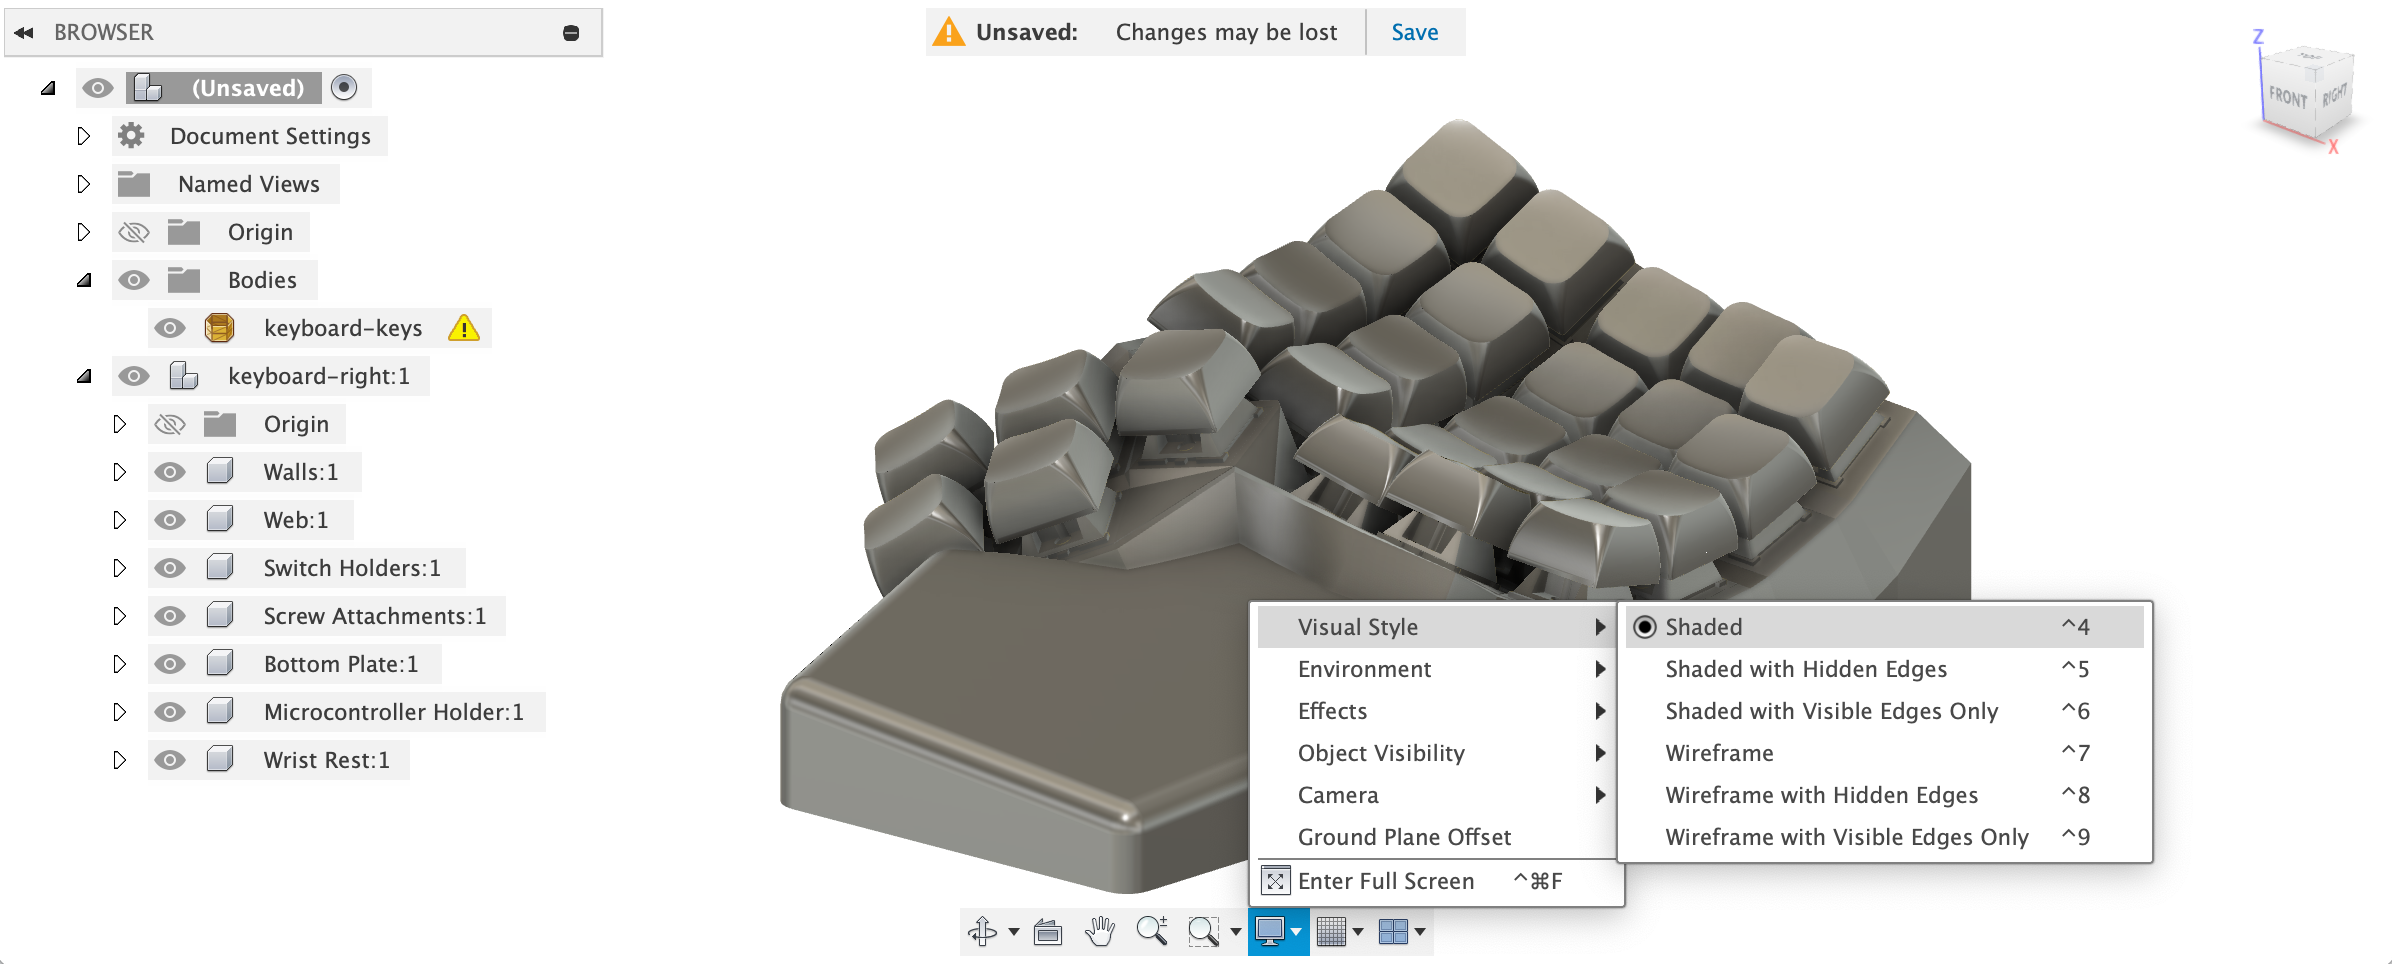 BROWSER
Unsaved: Changes may be lost Save
(Unsaved)
Document Settings
Named Views
Origin
Bodies
keyboard-keys
keyboard-right:1
Origin
Walls:1
Web:1
Switch Holders:1
Screw Attachments:1
Bottom Plate:1
Microcontroller Holder:1
Wrist Rest:1
Z
TOP
FRONT
RIGHT
X
Visual Style
Environment
Effects
Object Visibility
Camera
Ground Plane Offset
Enter Full Screen ^⌘F
Shaded ^4
Shaded with Hidden Edges ^5
Shaded with Visible Edges Only ^6
Wireframe ^7
Wireframe with Hidden Edges ^8
Wireframe with Visible Edges Only ^9